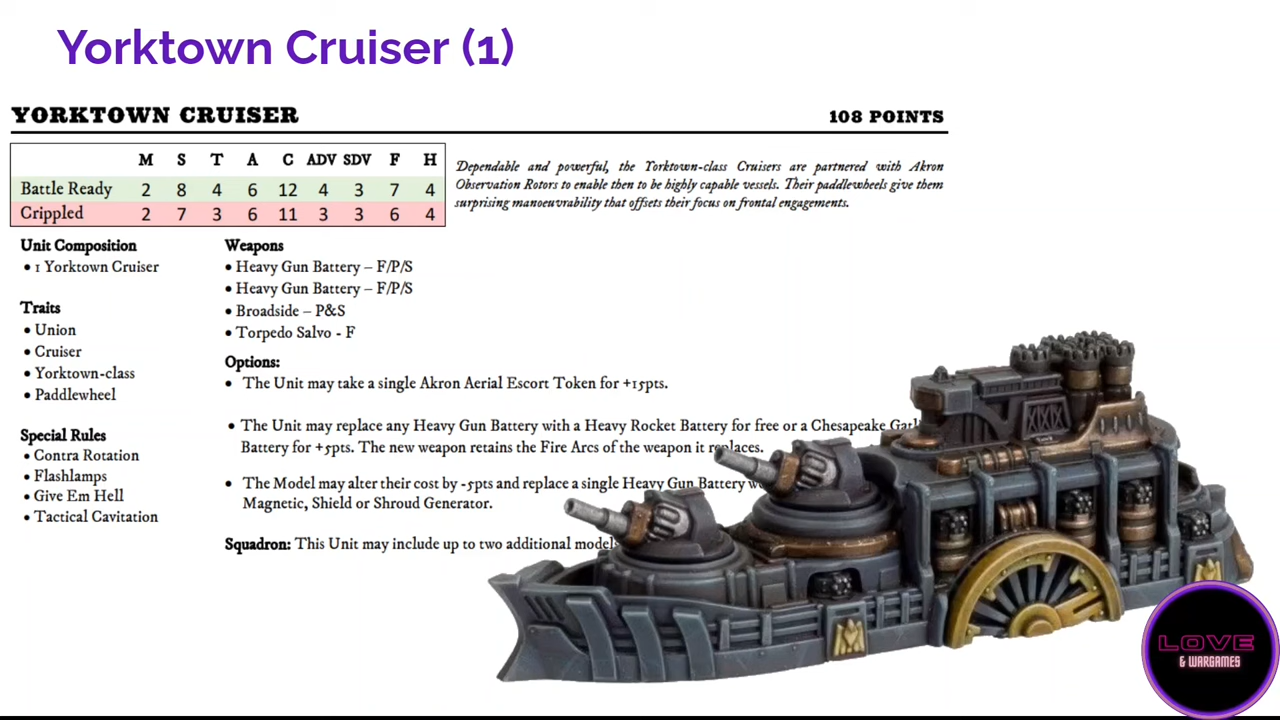 Yorktown Cruiser (1)
YORKTOWN CRUISER 108 POINTS
M S T A C ADV SDV F H
Battle Ready 2 8 4 6 12 4 3 7 4
Crippled 2 7 3 6 11 3 3 6 4
Dependable and powerful, the Yorktown-class Cruisers are partnered with Akron
Observation Rotors to enable then to be highly capable vessels. Their paddlewheels give them
surprising manoeuvrability that offsets their focus on frontal engagements.
Unit Composition
• 1 Yorktown Cruiser
Traits
• Union
• Cruiser
• Yorktown-class
• Paddlewheel
Special Rules
• Contra Rotation
• Flashlamps
• Give Em Hell
• Tactical Cavitation
Weapons
• Heavy Gun Battery – F/P/S
• Heavy Gun Battery – F/P/S
• Broadside – P&S
• Torpedo Salvo - F
Options:
• The Unit may take a single Akron Aerial Escort Token for +15pts.
• The Unit may replace any Heavy Gun Battery with a Heavy Rocket Battery for free or a Chesapeake
Battery for +5pts. The new weapon retains the Fire Arcs of the weapon it replaces.
• The Model may alter their cost by -5pts and replace a single Heavy Gun Battery
Magnetic, Shield or Shroud Generator.
Squadron: This Unit may include up to two additional
LOVE
& WARGAMES